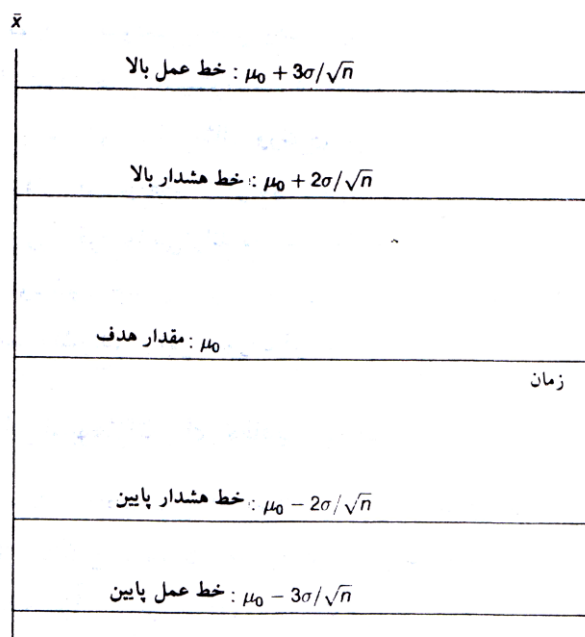 x̄
خط عمل بالا : μ₀ + 3σ/√n
خط هشدار بالا : μ₀ + 2σ/√n
مقدار هدف : μ₀
زمان
خط هشدار پایین : μ₀ − 2σ/√n
خط عمل پایین : μ₀ − 3σ/√n